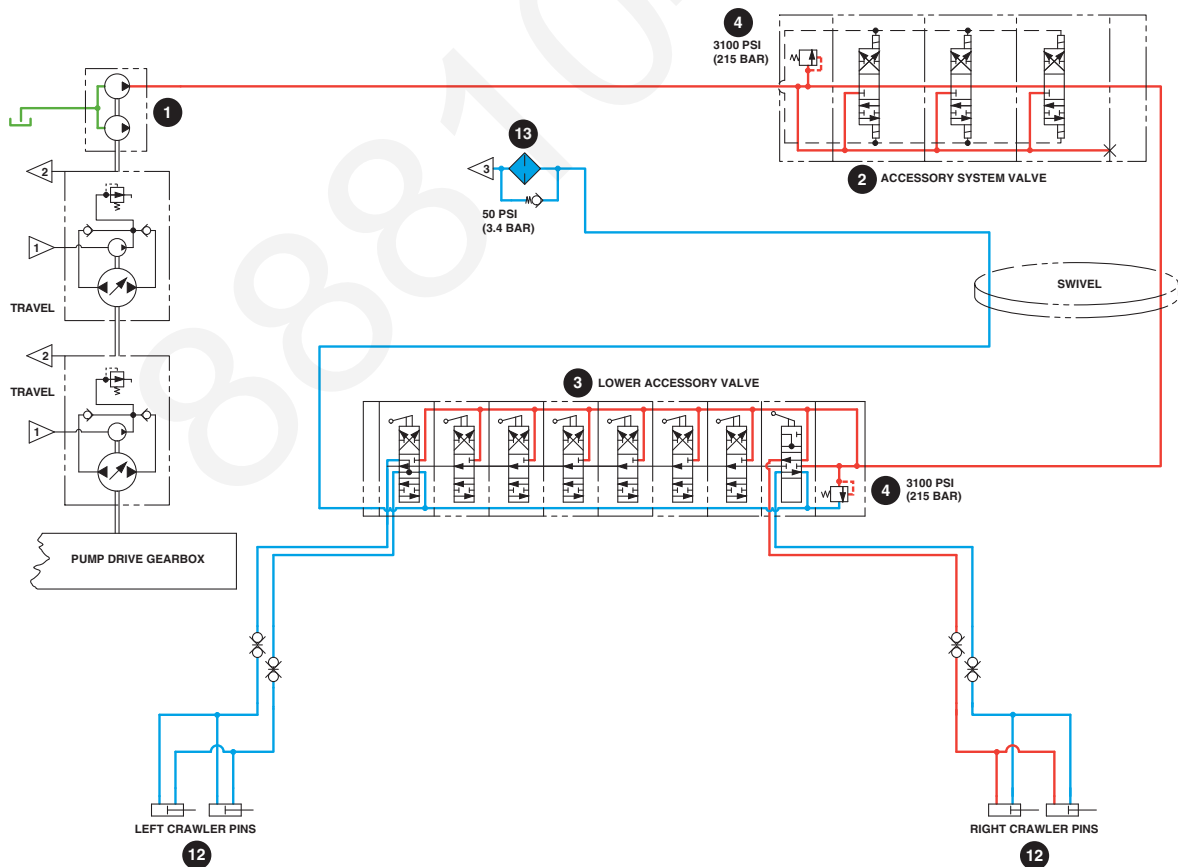 4
3100 PSI
(215 BAR)
1
13
2
3
50 PSI
(3.4 BAR)
2 ACCESSORY SYSTEM VALVE
1
TRAVEL
SWIVEL
2
TRAVEL
3 LOWER ACCESSORY VALVE
1
4
3100 PSI
(215 BAR)
PUMP DRIVE GEARBOX
LEFT CRAWLER PINS
12
RIGHT CRAWLER PINS
12